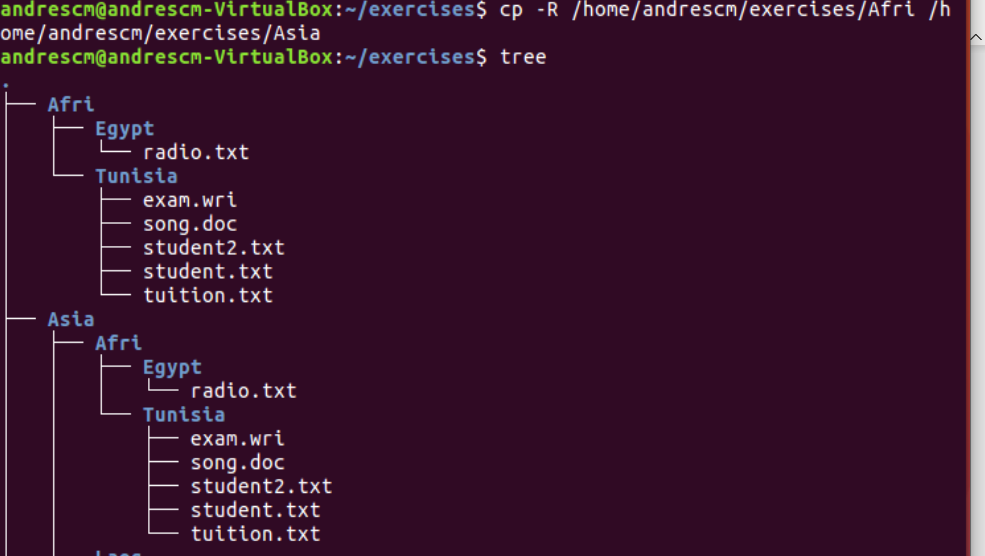 andrescm@andrescm-VirtualBox:~/exercises$ cp -R /home/andrescm/exercises/Afri /h
ome/andrescm/exercises/Asia
andrescm@andrescm-VirtualBox:~/exercises$ tree
.
├── Afri
│   ├── Egypt
│   │   └── radio.txt
│   └── Tunisia
│       ├── exam.wri
│       ├── song.doc
│       ├── student2.txt
│       ├── student.txt
│       └── tuition.txt
├── Asia
│   ├── Afri
│   │   ├── Egypt
│   │   │   └── radio.txt
│   │   └── Tunisia
│   │       ├── exam.wri
│   │       ├── song.doc
│   │       ├── student2.txt
│   │       ├── student.txt
│   │       └── tuition.txt